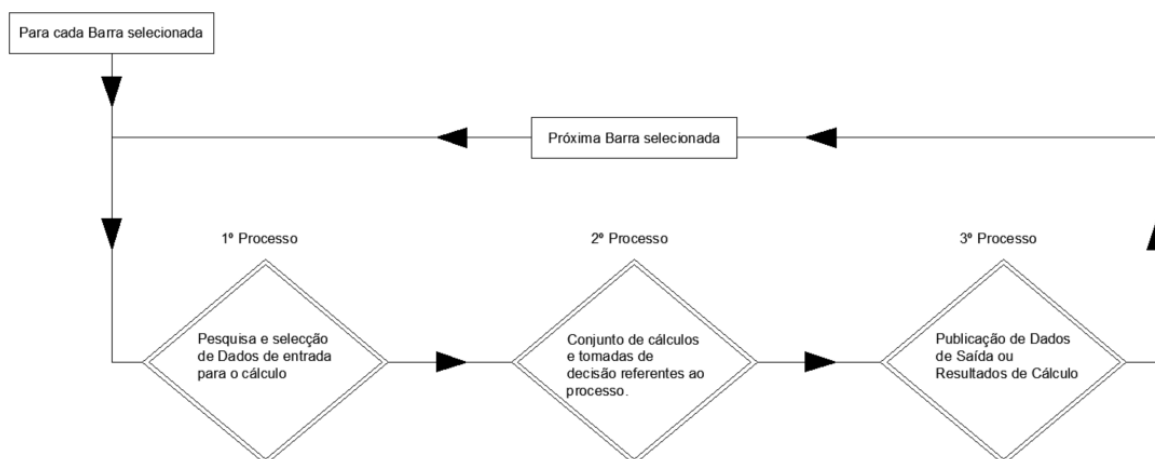 Para cada Barra selecionada
Próxima Barra selecionada
1º Processo
2º Processo
3º Processo
Pesquisa e selecção
de Dados de entrada
para o cálculo
Conjunto de cálculos
e tomadas de
decisão referentes ao
processo.
Publicação de Dados
de Saída ou
Resultados de Cálculo